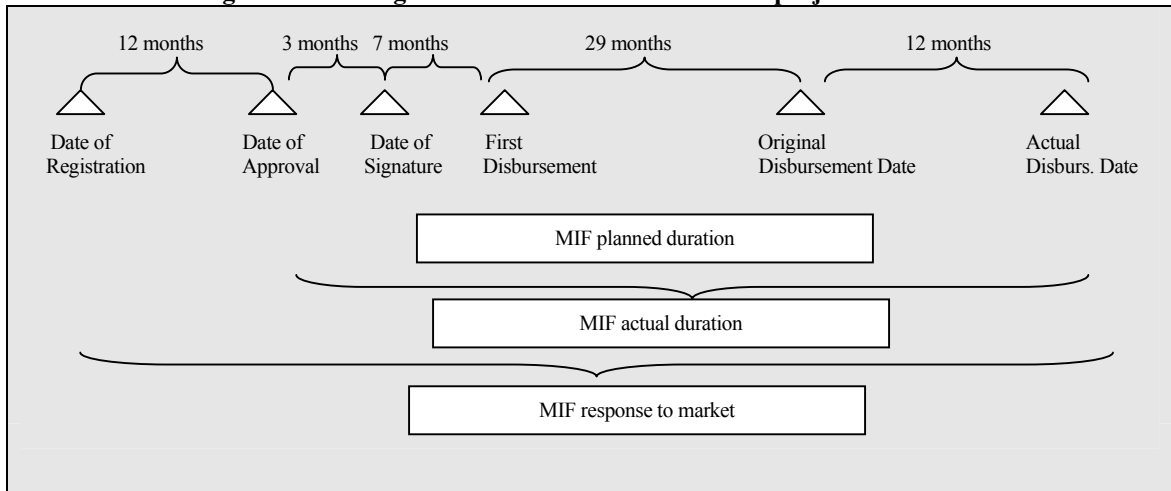 12 months 3 months 7 months 29 months 12 months
Date of Registration
Date of Approval
Date of Signature
First Disbursement
Original Disbursement Date
Actual Disburs. Date
MIF planned duration
MIF actual duration
MIF response to market